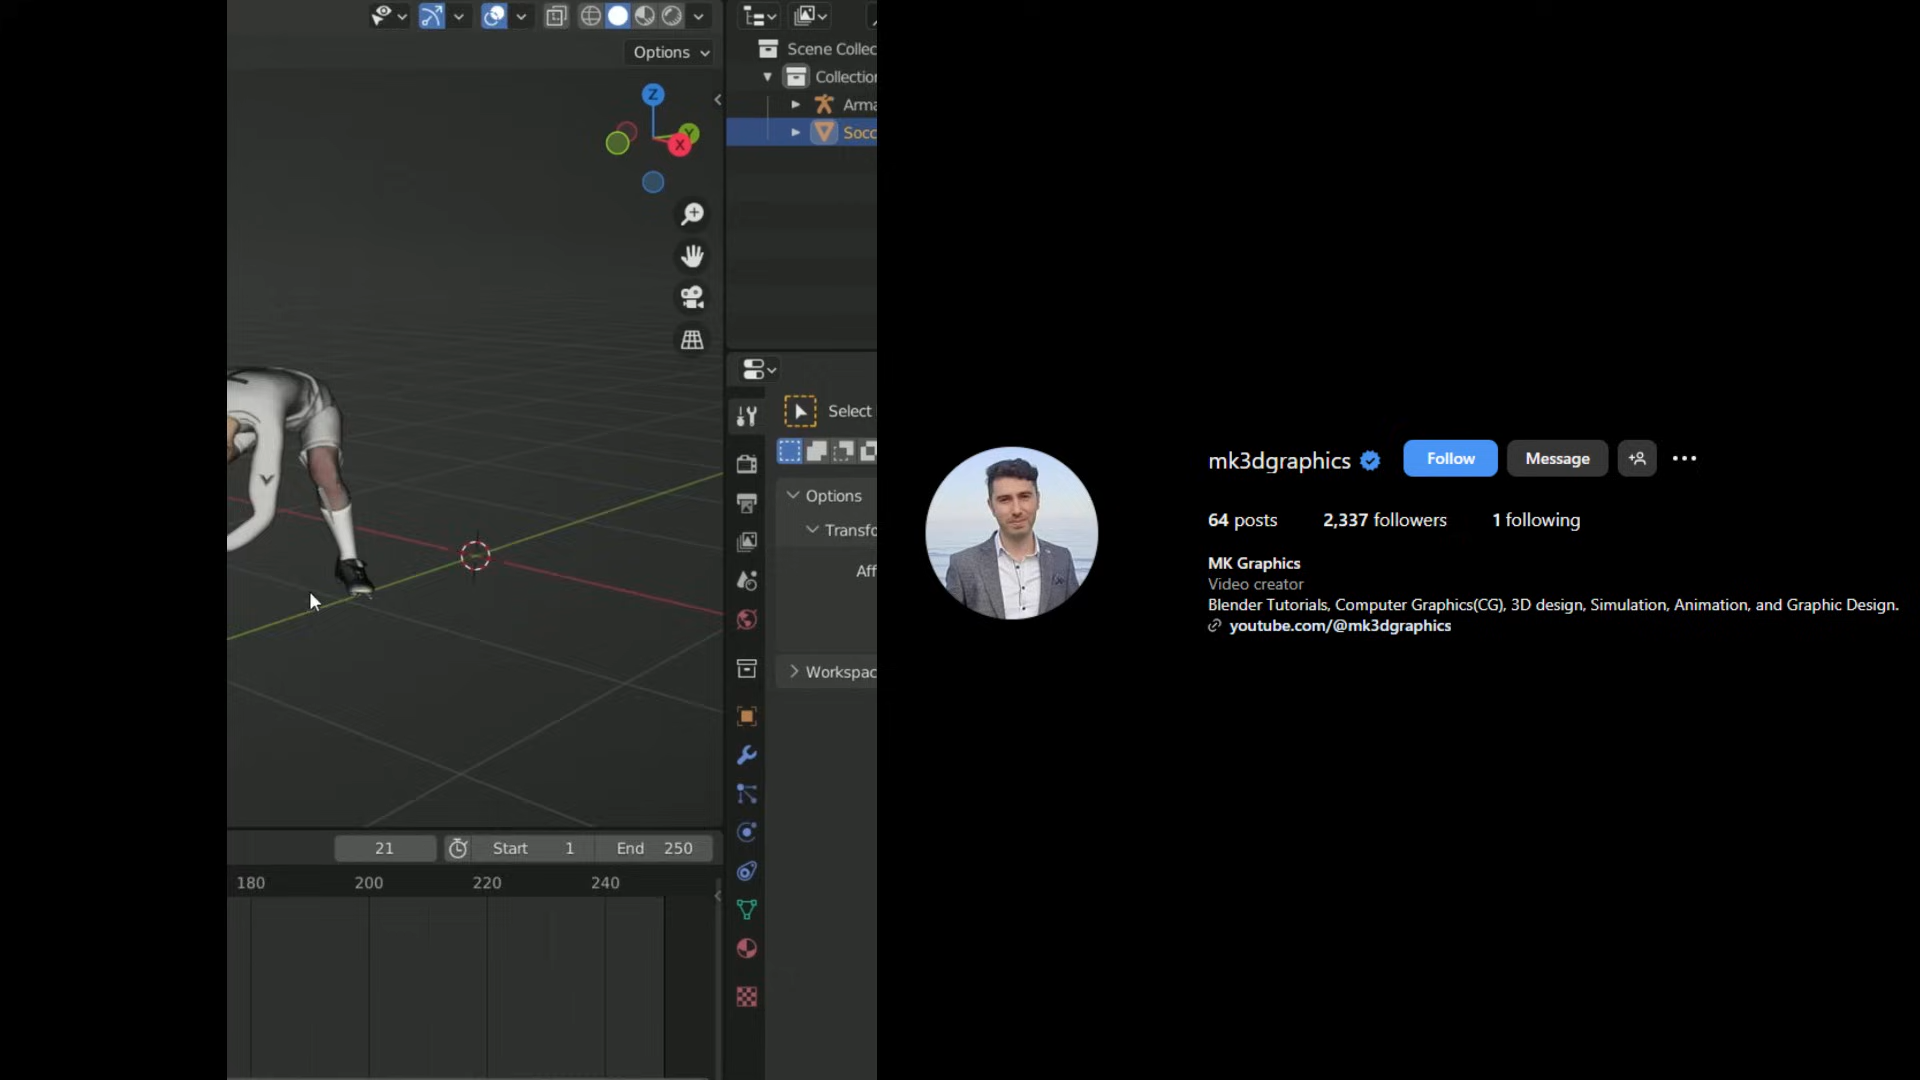 Options
Z
Y
X
Scene Collec
Collection
Arma
Socc
Select
Options
Transfo
Aff
Workspac
21
Start 1
End 250
180 200 220 240
mk3dgraphics
Follow
Message
64 posts
2,337 followers
1 following
MK Graphics
Video creator
Blender Tutorials, Computer Graphics(CG), 3D design, Simulation, Animation, and Graphic Design.
youtube.com/@mk3dgraphics